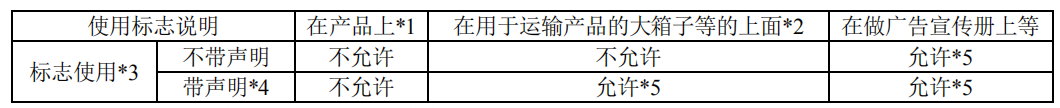 使用标志说明 在产品上*1 在用于运输产品的大箱子等的上面*2 在做广告宣传册上等
标志使用*3 不带声明 不允许 不允许 允许*5
带声明*4 不允许 允许*5 允许*5